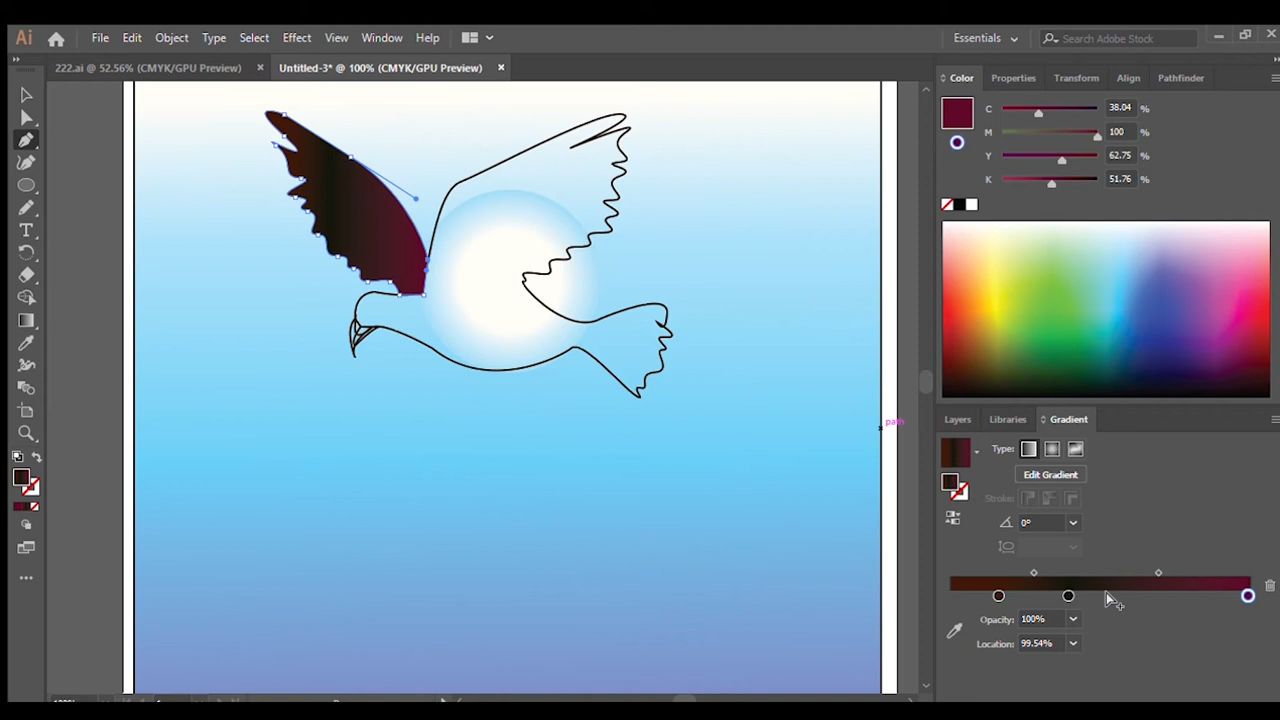 Ai File Edit Object Type Select Effect View Window Help Essentials Search Adobe Stock
222.ai @ 52.56% (CMYK/GPU Preview) × Untitled-3* @ 100% (CMYK/GPU Preview) ×
Color Properties Transform Align Pathfinder
C 38.04 %
M 100 %
Y 62.75 %
K 51.76 %
path
Layers Libraries Gradient
Type:
Edit Gradient
Stroke:
0°
Opacity: 100%
Location: 99.54%